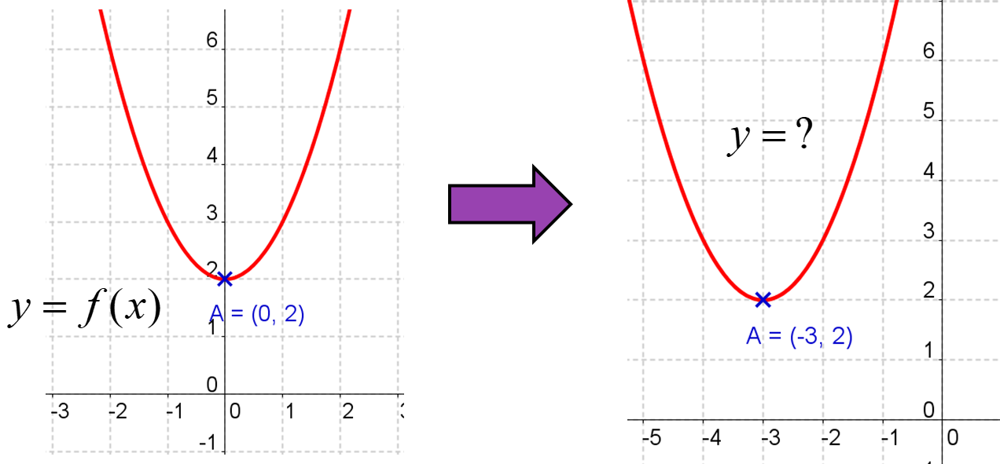 6
5
4
3
2
y = f(x)
A = (0, 2)
1
0
-3 -2 -1 0 1 2
-1
6
5
y = ?
4
3
2
A = (-3, 2)
1
0
-5 -4 -3 -2 -1 0